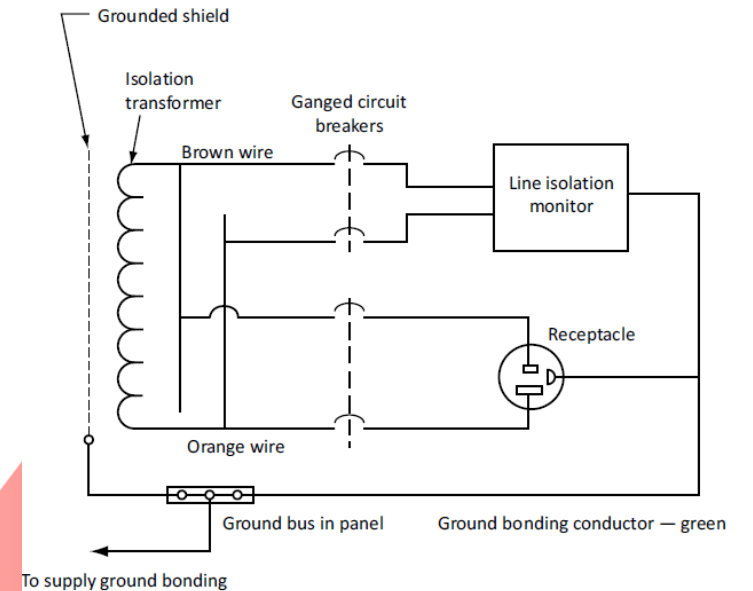 Grounded shield
Isolation
transformer
Ganged circuit
breakers
Brown wire
Line isolation
monitor
Receptacle
Orange wire
Ground bus in panel
Ground bonding conductor — green
To supply ground bonding